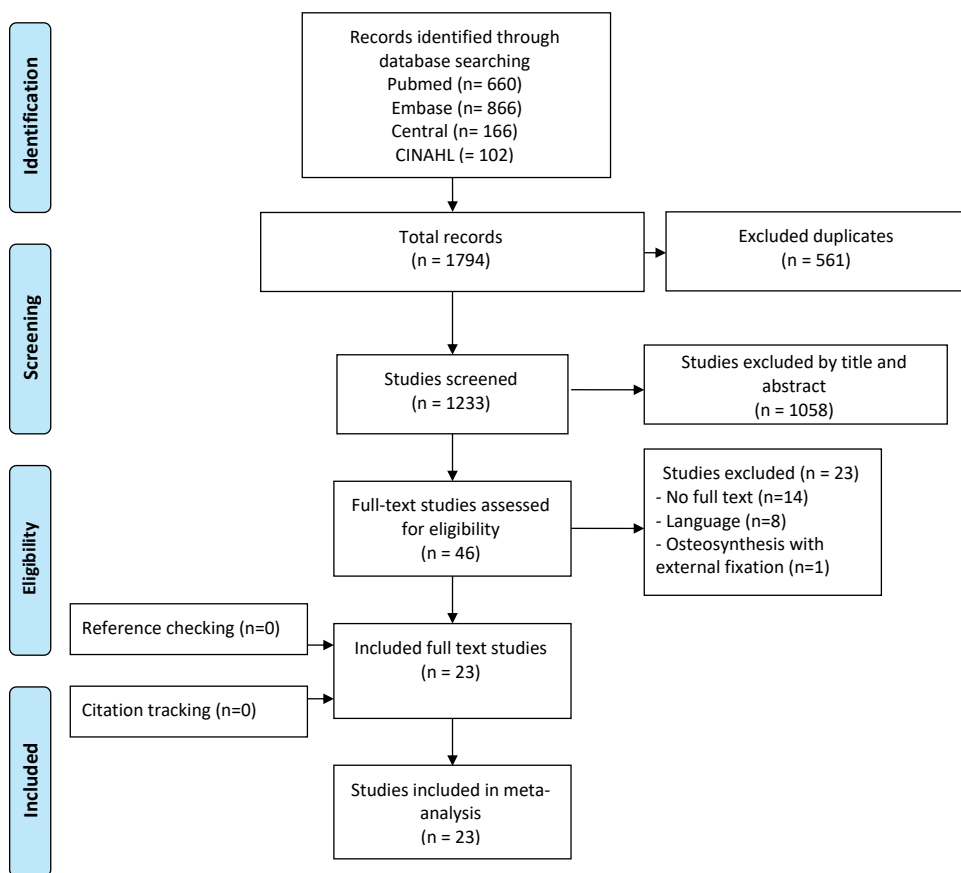 Identification
Records identified through
database searching
Pubmed (n= 660)
Embase (n= 866)
Central (n= 166)
CINAHL (= 102)
Total records
(n = 1794)
Excluded duplicates
(n = 561)
Screening
Studies screened
(n = 1233)
Studies excluded by title and
abstract
(n = 1058)
Eligibility
Full-text studies assessed
for eligibility
(n = 46)
Studies excluded (n = 23)
- No full text (n=14)
- Language (n=8)
- Osteosynthesis with
external fixation (n=1)
Reference checking (n=0)
Included full text studies
(n = 23)
Citation tracking (n=0)
Included
Studies included in meta-
analysis
(n = 23)